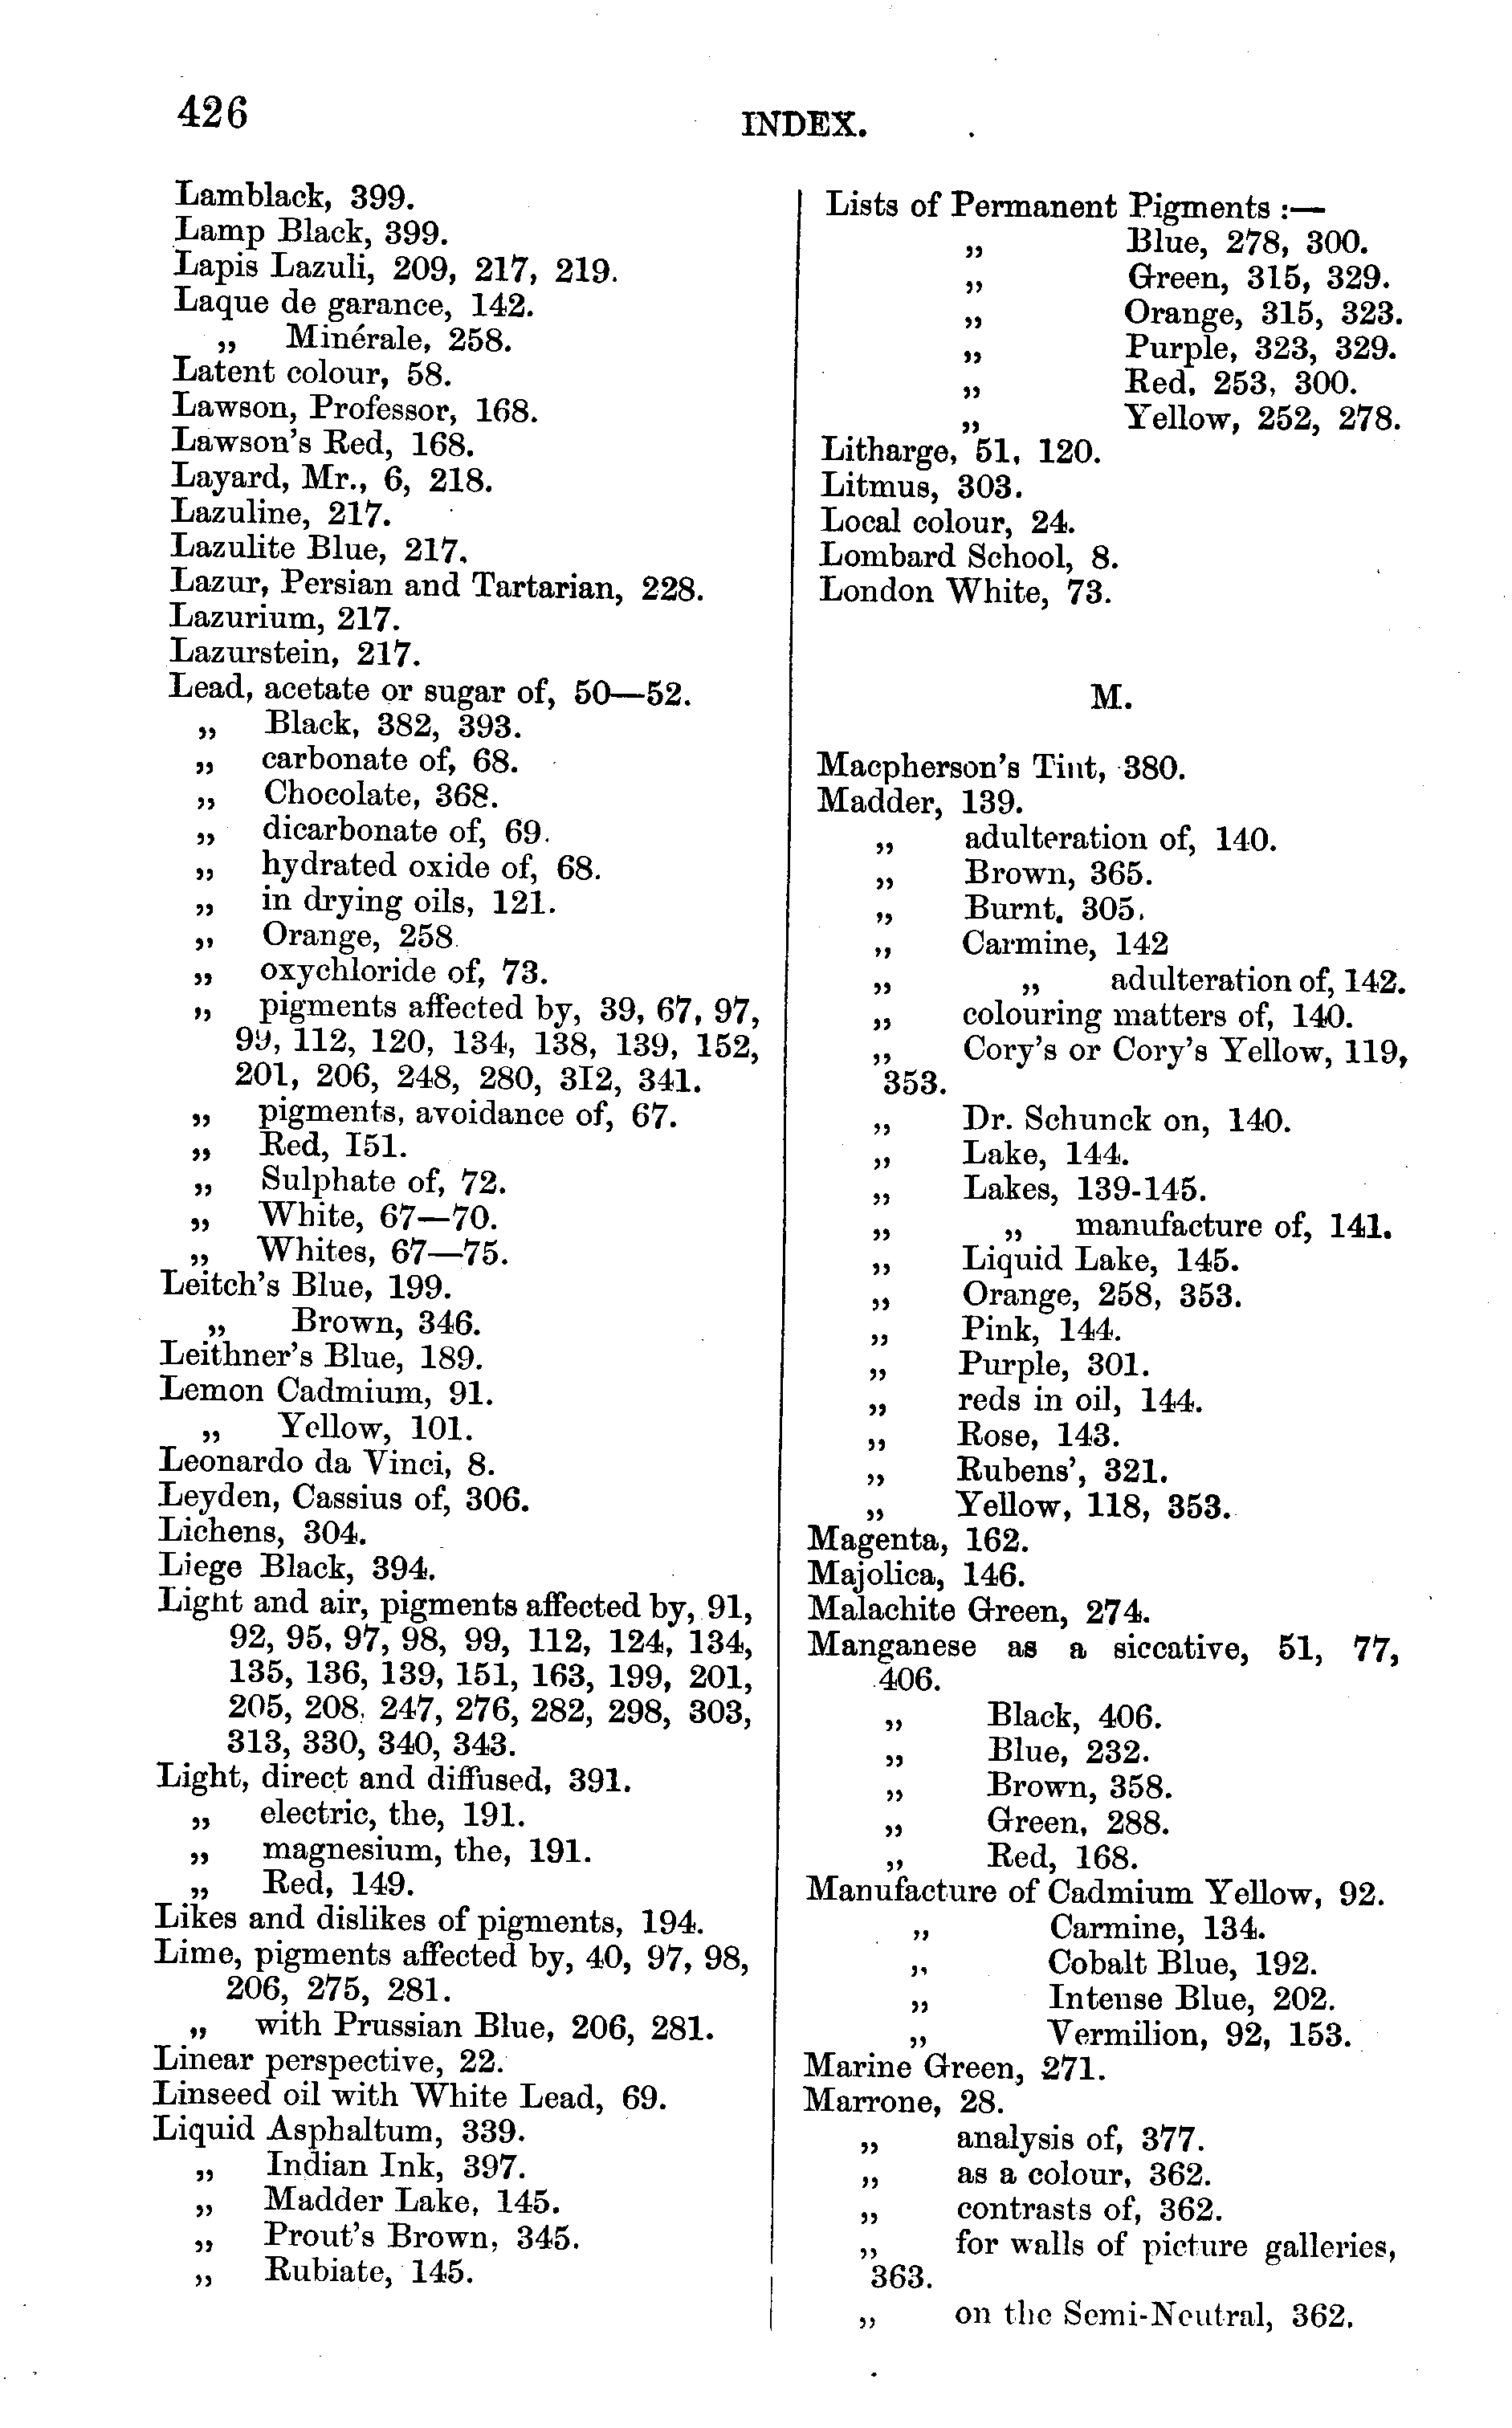 426
INDEX.
Lamblack, 399.
Lamp Black, 399.
Lapis Lazuli, 209, 217, 219.
Laque de garance, 142.
„ Minérale, 258.
Latent colour, 58.
Lawson, Professor, 168.
Lawson's Red, 168.
Layard, Mr., 6, 218.
Lazuline, 217.
Lazulite Blue, 217.
Lazur, Persian and Tartarian, 228.
Lazurium, 217.
Lazurstein, 217.
Lead, acetate or sugar of, 50—52.
„ Black, 382, 393.
„ carbonate of, 68.
„ Chocolate, 368.
„ dicarbonate of, 69.
„ hydrated oxide of, 68.
„ in drying oils, 121.
„ Orange, 258.
„ oxychloride of, 73.
„ pigments affected by, 39, 67, 97,
99, 112, 120, 134, 138, 139, 152,
201, 206, 248, 280, 3I2, 341.
„ pigments, avoidance of, 67.
„ Red, I51.
„ Sulphate of, 72.
„ White, 67—70.
„ Whites, 67—75.
Leitch's Blue, 199.
„ Brown, 346.
Leithner's Blue, 189.
Lemon Cadmium, 91.
„ Yellow, 101.
Leonardo da Vinci, 8.
Leyden, Cassius of, 306.
Lichens, 304.
Liege Black, 394.
Light and air, pigments affected by, 91,
92, 95, 97, 98, 99, 112, 124, 134,
135, 136, 139, 151, 163, 199, 201,
205, 208, 247, 276, 282, 298, 303,
313, 330, 340, 343.
Light, direct and diffused, 391.
„ electric, the, 191.
„ magnesium, the, 191.
„ Red, 149.
Likes and dislikes of pigments, 194.
Lime, pigments affected by, 40, 97, 98,
206, 275, 281.
„ with Prussian Blue, 206, 281.
Linear perspective, 22.
Linseed oil with White Lead, 69.
Liquid Asphaltum, 339.
„ Indian Ink, 397.
„ Madder Lake, 145.
„ Prout's Brown, 345.
„ Rubiate, 145.
Lists of Permanent Pigments :—
„ Blue, 278, 300.
„ Green, 315, 329.
„ Orange, 315, 323.
„ Purple, 323, 329.
„ Red, 253, 300.
„ Yellow, 252, 278.
Litharge, 51, 120.
Litmus, 303.
Local colour, 24.
Lombard School, 8.
London White, 73.
M.
Macpherson's Tint, 380.
Madder, 139.
„ adulteration of, 140.
„ Brown, 365.
„ Burnt, 305.
„ Carmine, 142
„ „ adulteration of, 142.
„ colouring matters of, 140.
„ Cory's or Cory's Yellow, 119,
353.
„ Dr. Schunck on, 140.
„ Lake, 144.
„ Lakes, 139-145.
„ „ manufacture of, 141.
„ Liquid Lake, 145.
„ Orange, 258, 353.
„ Pink, 144.
„ Purple, 301.
„ reds in oil, 144.
„ Rose, 143.
„ Rubens', 321.
„ Yellow, 118, 353.
Magenta, 162.
Majolica, 146.
Malachite Green, 274.
Manganese as a siccative, 51, 77,
406.
„ Black, 406.
„ Blue, 232.
„ Brown, 358.
„ Green, 288.
„ Red, 168.
Manufacture of Cadmium Yellow, 92.
„ Carmine, 134.
„ Cobalt Blue, 192.
„ Intense Blue, 202.
„ Vermilion, 92, 153.
Marine Green, 271.
Marrone, 28.
„ analysis of, 377.
„ as a colour, 362.
„ contrasts of, 362.
„ for walls of picture galleries,
363.
„ on the Semi-Neutral, 362.